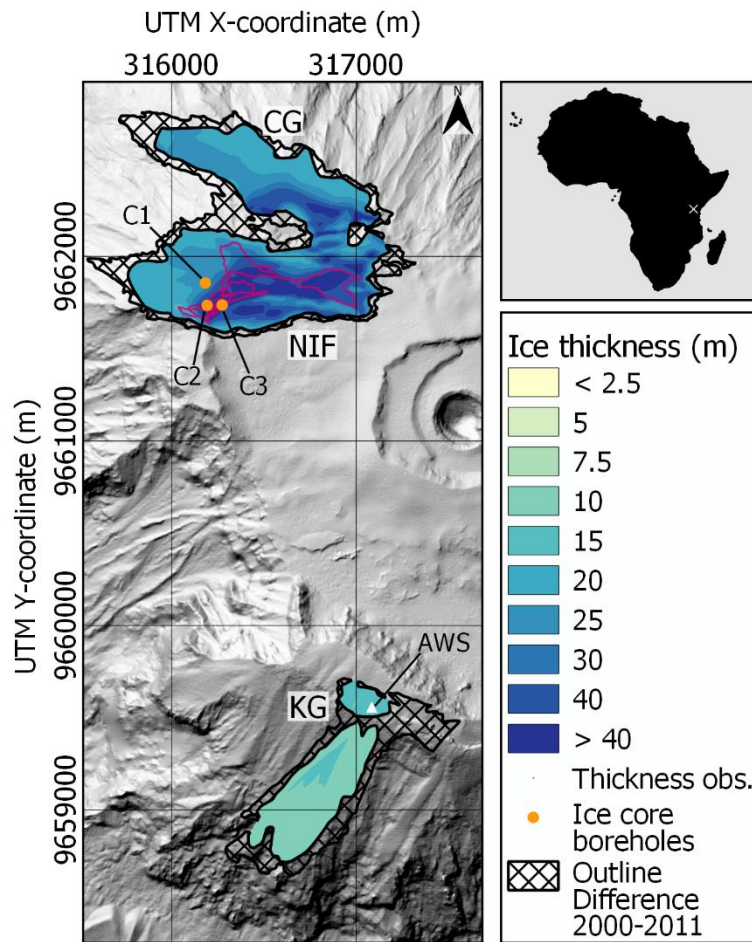 UTM X-coordinate (m)
316000 317000
N
CG
C1
9662000
NIF
C2 C3
9661000
UTM Y-coordinate (m)
9660000
AWS
KG
9659000
Ice thickness (m)
< 2.5
5
7.5
10
15
20
25
30
40
> 40
Thickness obs.
Ice core
boreholes
Outline
Difference
2000-2011